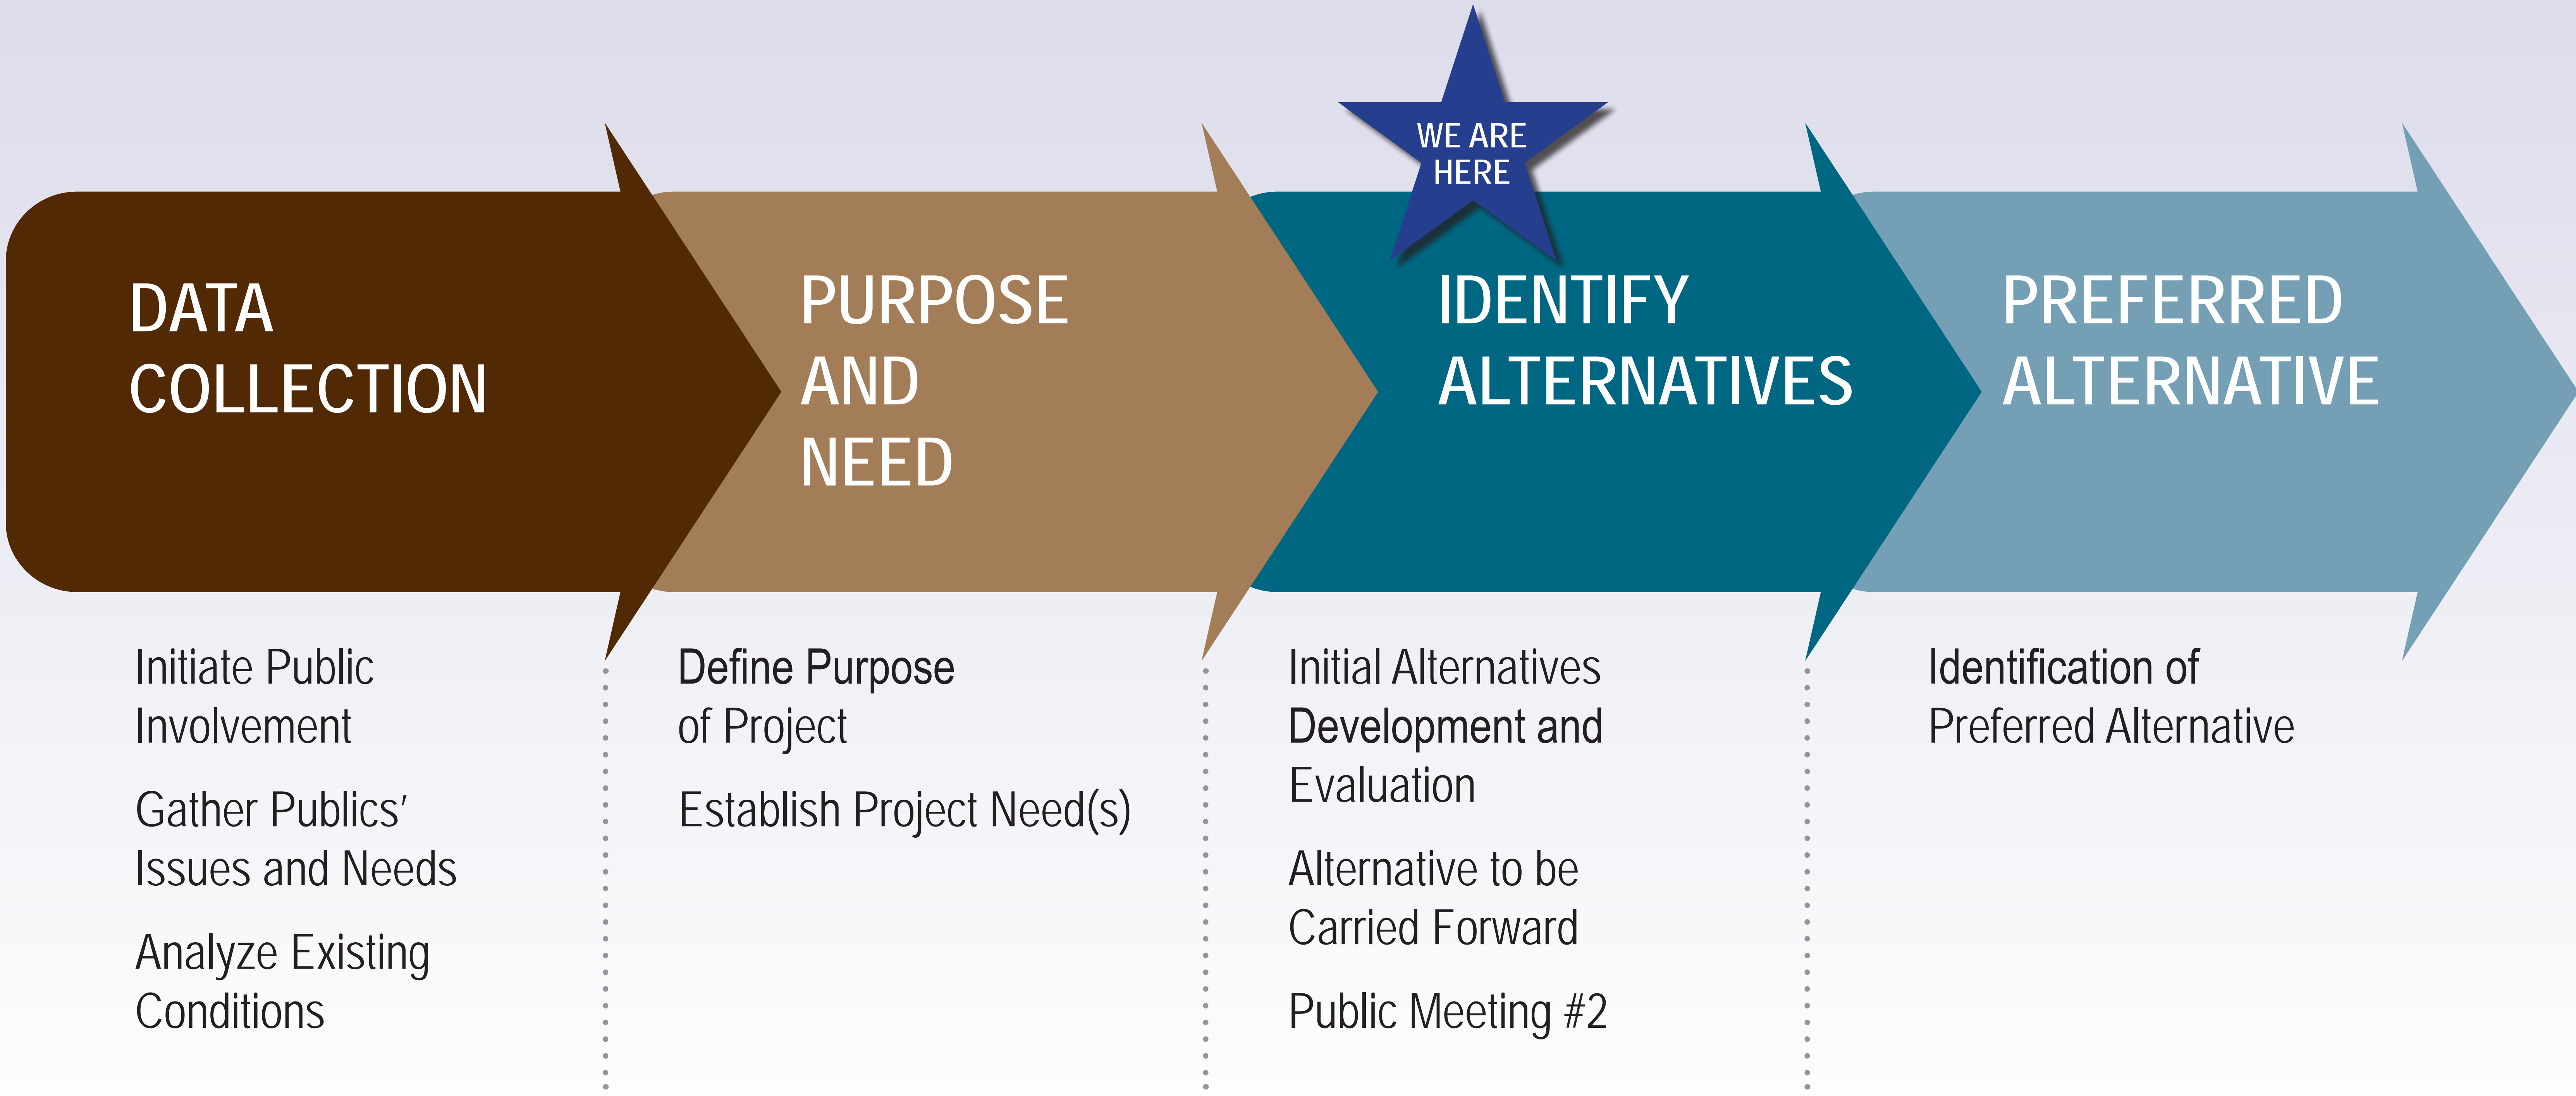 WE ARE
HERE
DATA
COLLECTION
PURPOSE
AND
NEED
IDENTIFY
ALTERNATIVES
PREFERRED
ALTERNATIVE
Initiate Public
Involvement
Gather Publics’
Issues and Needs
Analyze Existing
Conditions
Define Purpose
of Project
Establish Project Need(s)
Initial Alternatives
Development and
Evaluation
Alternative to be
Carried Forward
Public Meeting #2
Identification of
Preferred Alternative